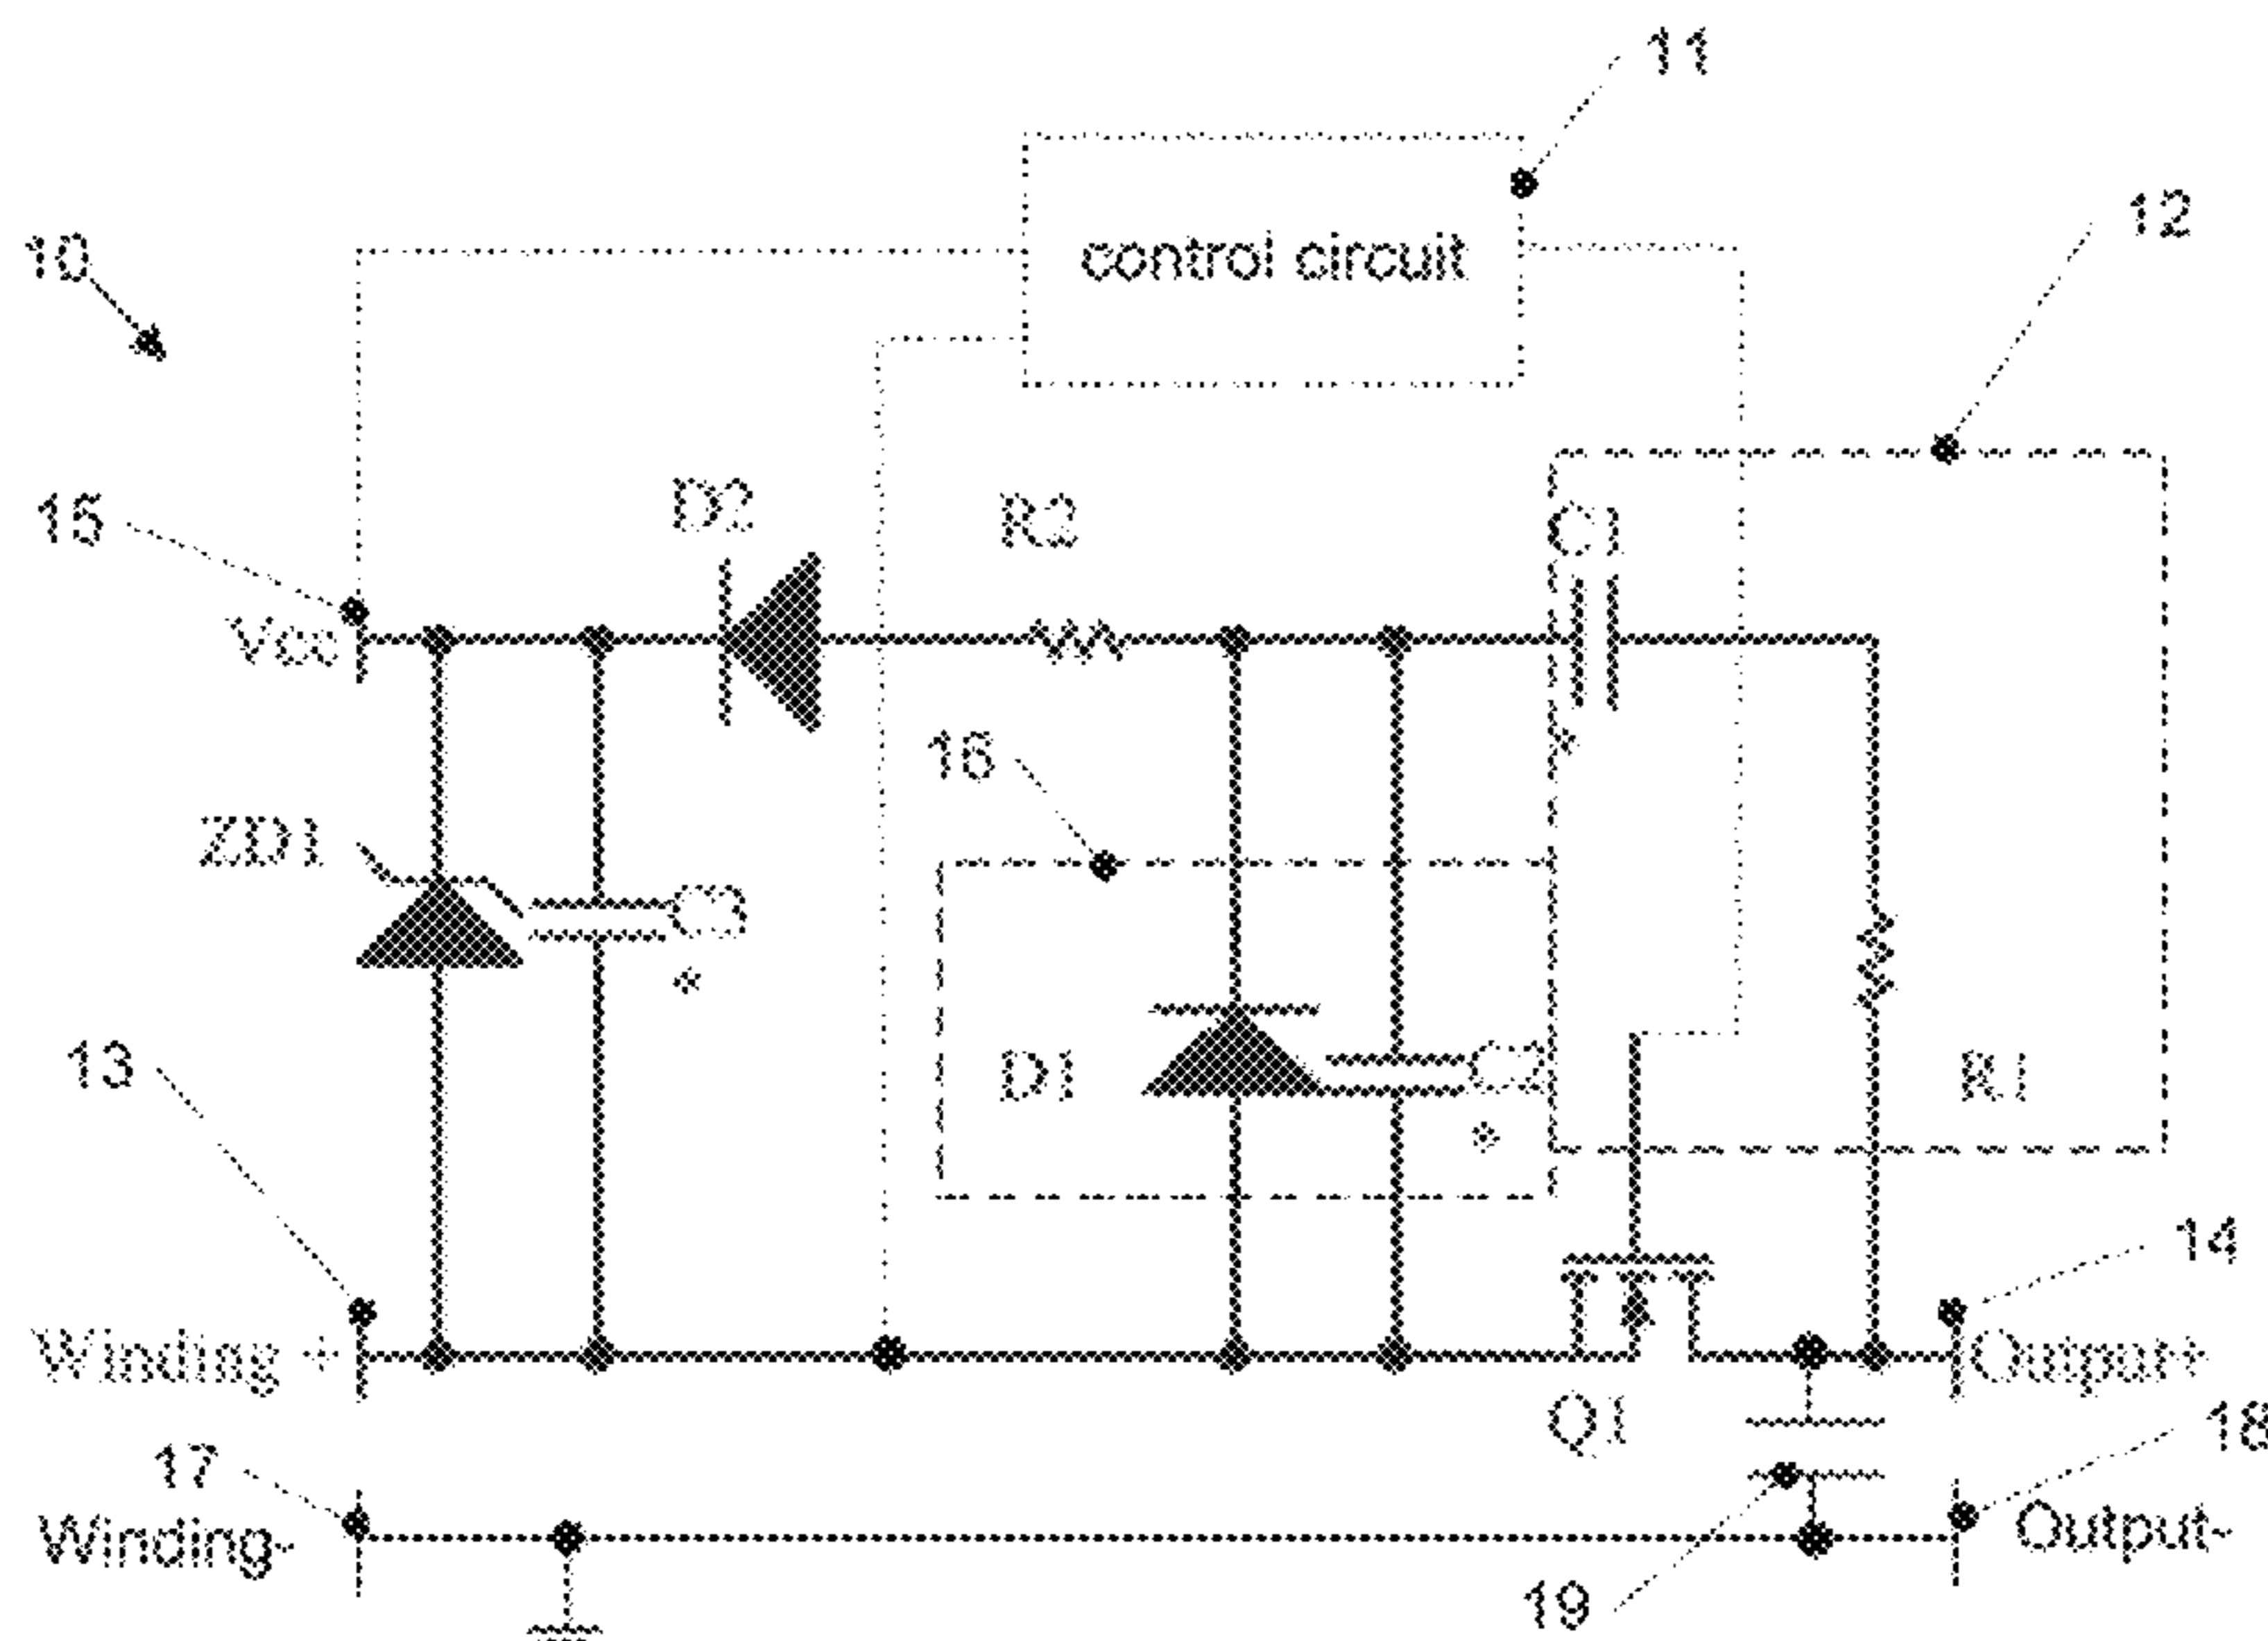 11
control circuit
12
10
15
D2
R2
C1
Vcc
*
16
ZD1
C3
*
13
D1
C2
*
R1
14
Winding +
Output+
Q1
18
17
Winding-
Output-
19